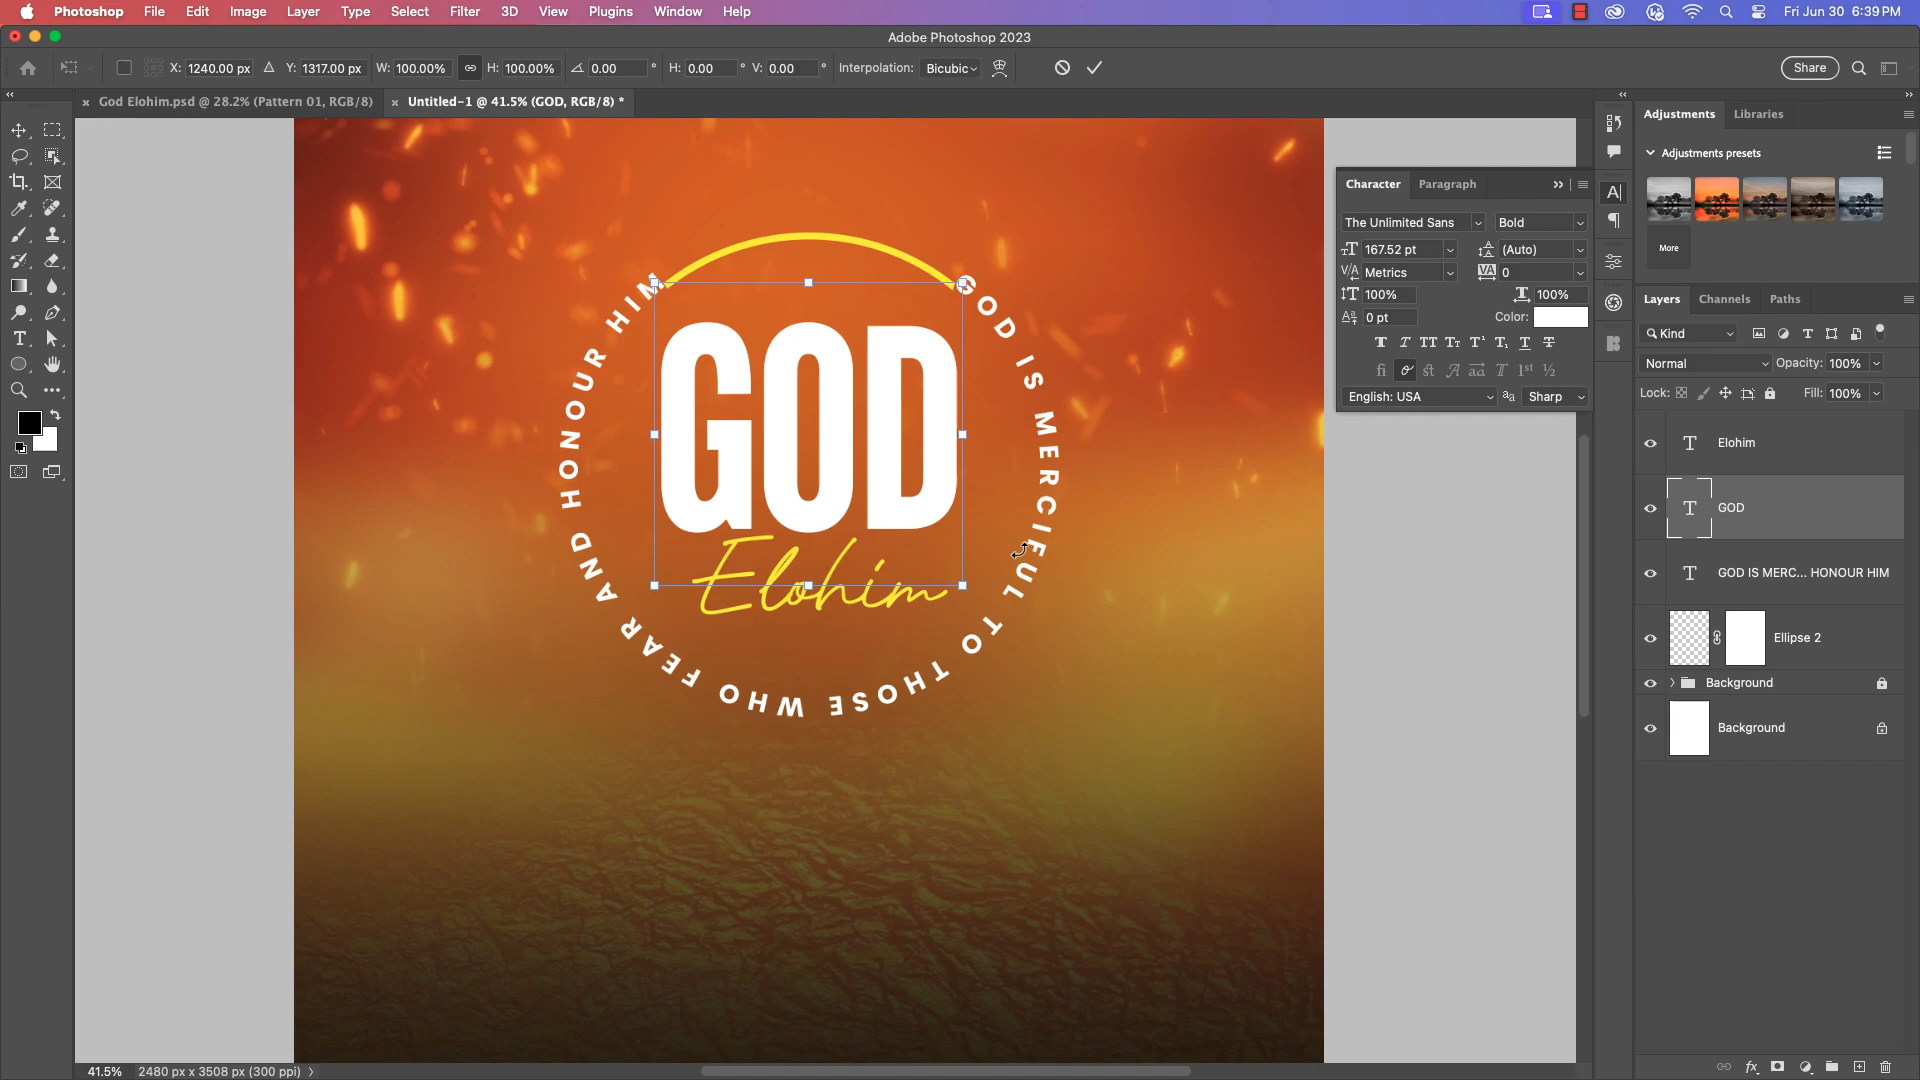 Photoshop File Edit Image Layer Type Select Filter 3D View Plugins Window Help Fri Jun 30 6:39 PM
Adobe Photoshop 2023
X: 1240.00 px Y: 1317.00 px W: 100.00% H: 100.00% 0.00 ° H: 0.00 ° V: 0.00 ° Interpolation: Bicubic Share
× God Elohim.psd @ 28.2% (Pattern 01, RGB/8) × Untitled-1 @ 41.5% (GOD, RGB/8) *
GOD IS MERCIFUL TO THOSE WHO FEAR AND HONOUR HIM
GOD
Elohim
Character Paragraph
The Unlimited Sans Bold
167.52 pt (Auto)
Metrics 0
100% 100%
0 pt Color:
English: USA Sharp
Adjustments Libraries
Adjustments presets
More
Layers Channels Paths
Kind
Normal Opacity: 100%
Lock: Fill: 100%
Elohim
GOD
GOD IS MERC... HONOUR HIM
Ellipse 2
Background
Background
41.5% 2480 px x 3508 px (300 ppi)